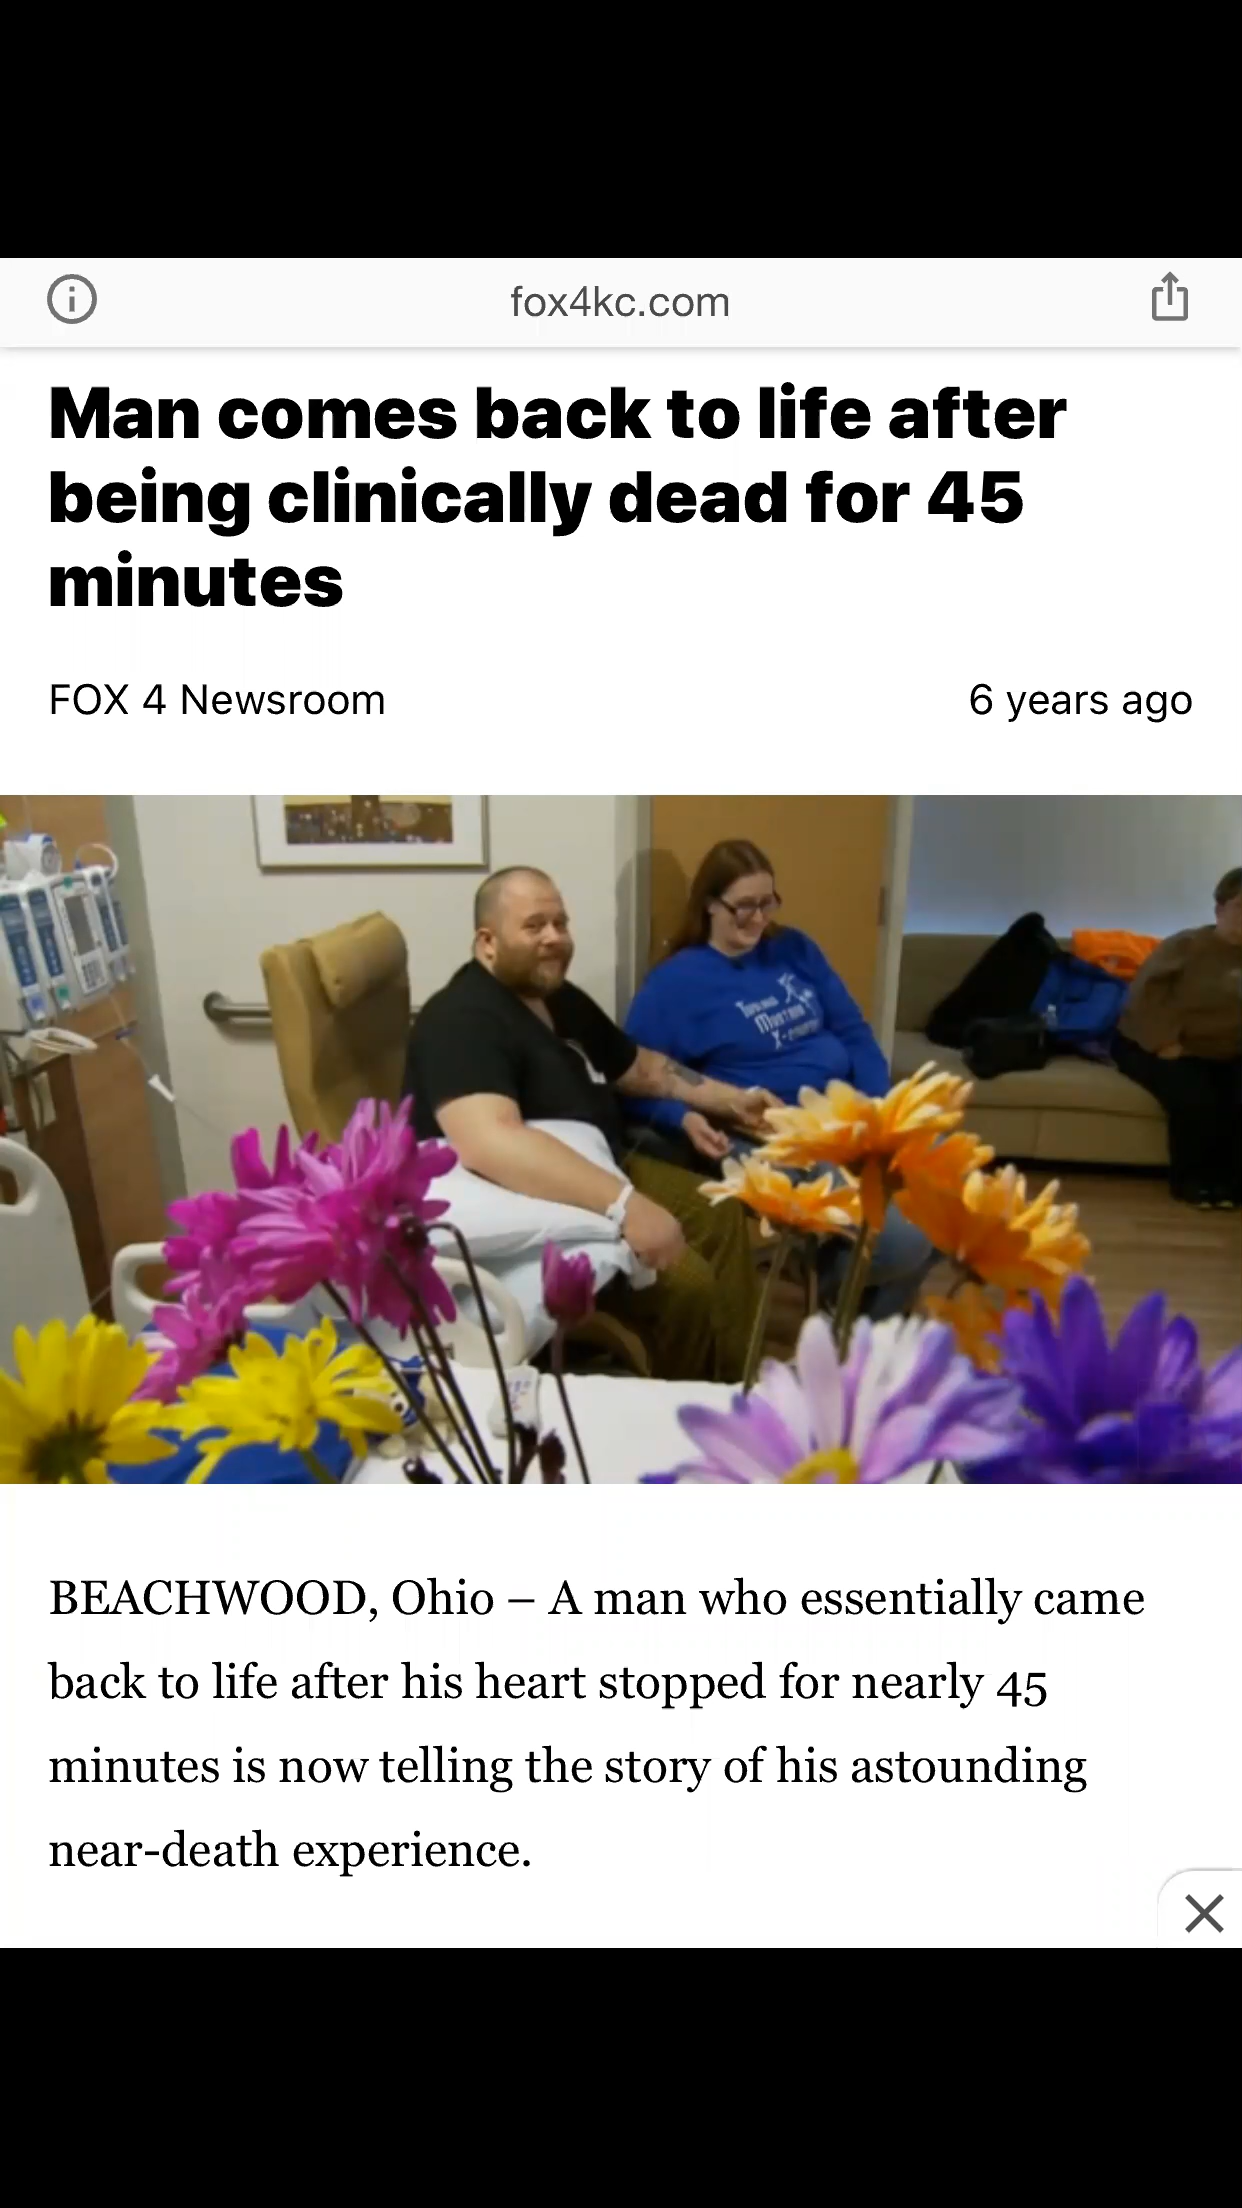 fox4kc.com
Man comes back to life after
being clinically dead for 45
minutes
FOX 4 Newsroom
6 years ago
BEACHWOOD, Ohio – A man who essentially came
back to life after his heart stopped for nearly 45
minutes is now telling the story of his astounding
near-death experience.